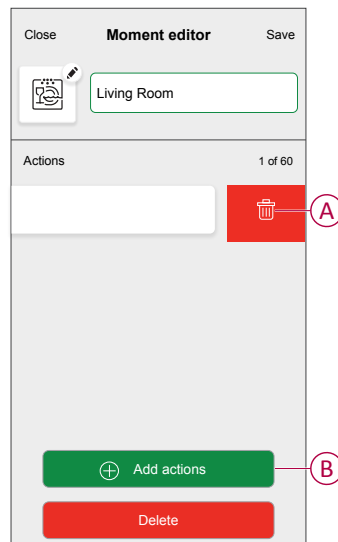 Close Moment editor Save
Living Room
Actions 1 of 60
A
Add actions B
Delete